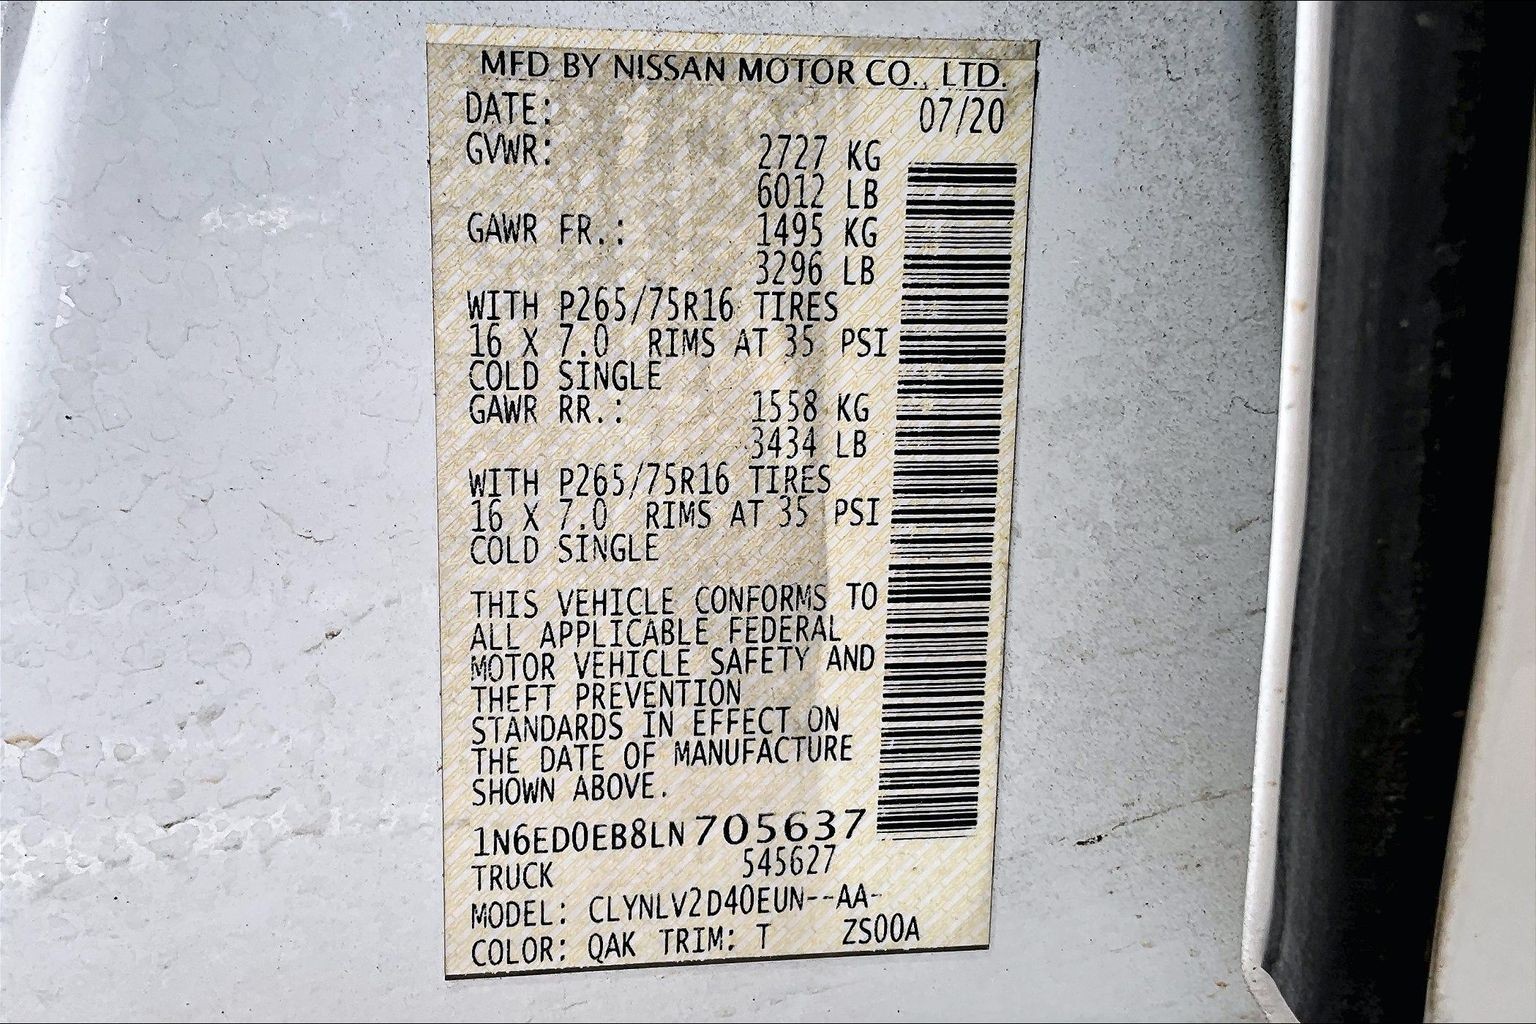 MFD BY NISSAN MOTOR CO., LTD.
DATE: 07/20
GVWR: 2727 KG
6012 LB
GAWR FR.: 1495 KG
3296 LB
WITH P265/75R16 TIRES
16 X 7.0 RIMS AT 35 PSI
COLD SINGLE
GAWR RR.: 1558 KG
3434 LB
WITH P265/75R16 TIRES
16 X 7.0 RIMS AT 35 PSI
COLD SINGLE
THIS VEHICLE CONFORMS TO
ALL APPLICABLE FEDERAL
MOTOR VEHICLE SAFETY AND
THEFT PREVENTION
STANDARDS IN EFFECT ON
THE DATE OF MANUFACTURE
SHOWN ABOVE.
1N6ED0EB8LN705637
TRUCK 545627
MODEL: CLYNLV2D40EUN--AA-
COLOR: QAK TRIM: T ZS00A